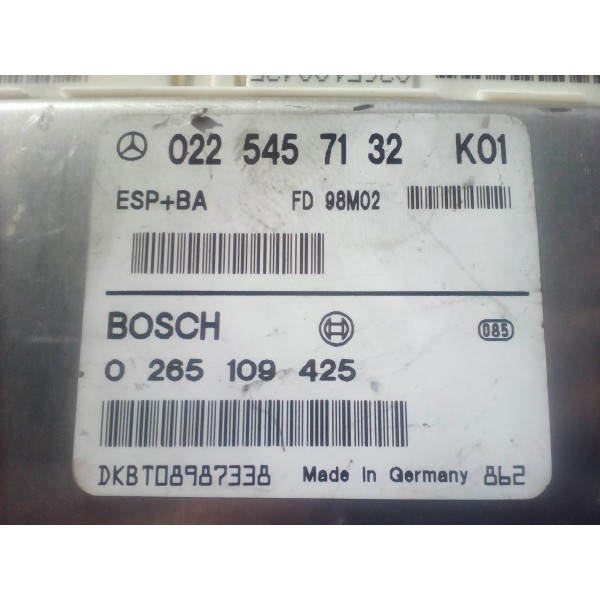 022 545 71 32 K01
ESP+BA FD 98M02
BOSCH 085
0 265 109 425
DKBT08987338 Made in Germany 862